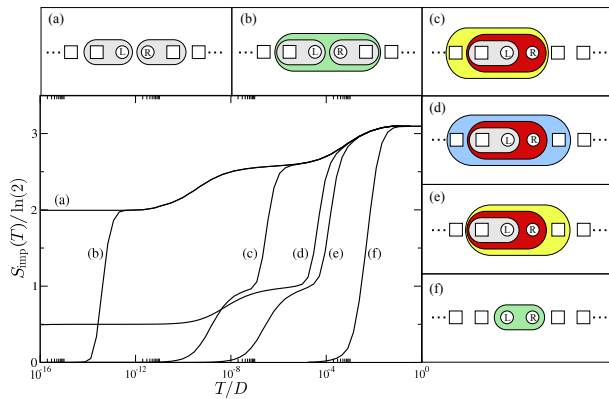 (a)
··· L R ···
(b)
··· L R ···
(c)
··· L R ···
(d)
··· L R ···
(e)
··· L R ···
(f)
··· L R ···
S_imp(T)/ln(2)
3
2
1
0
(a)
(b)
(c)
(d)
(e)
(f)
10^-16 10^-12 10^-8 10^-4 10^0
T/D